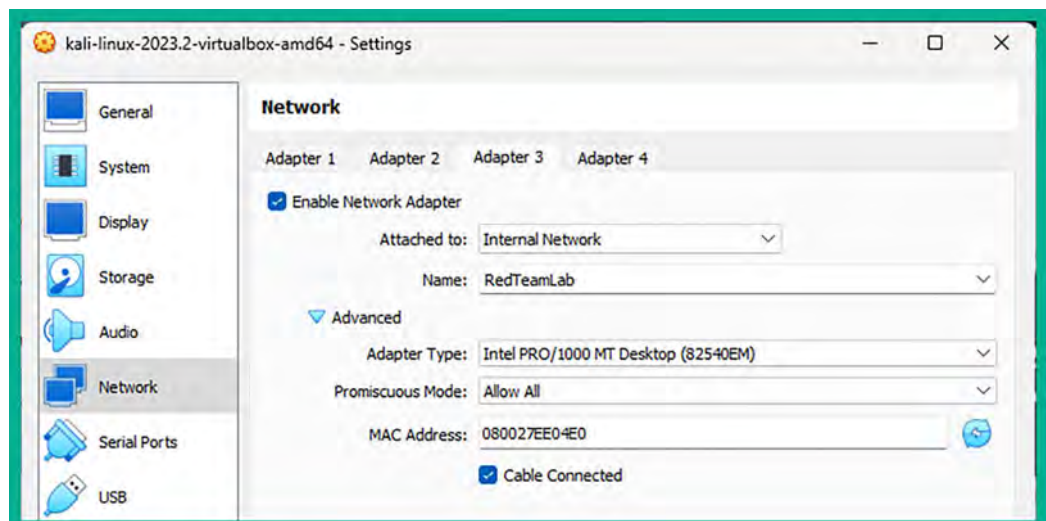 kali-linux-2023.2-virtualbox-amd64 - Settings
General
System
Display
Storage
Audio
Network
Serial Ports
USB
Network
Adapter 1 Adapter 2 Adapter 3 Adapter 4
Enable Network Adapter
Attached to: Internal Network
Name: RedTeamLab
Advanced
Adapter Type: Intel PRO/1000 MT Desktop (82540EM)
Promiscuous Mode: Allow All
MAC Address: 080027EE04E0
Cable Connected